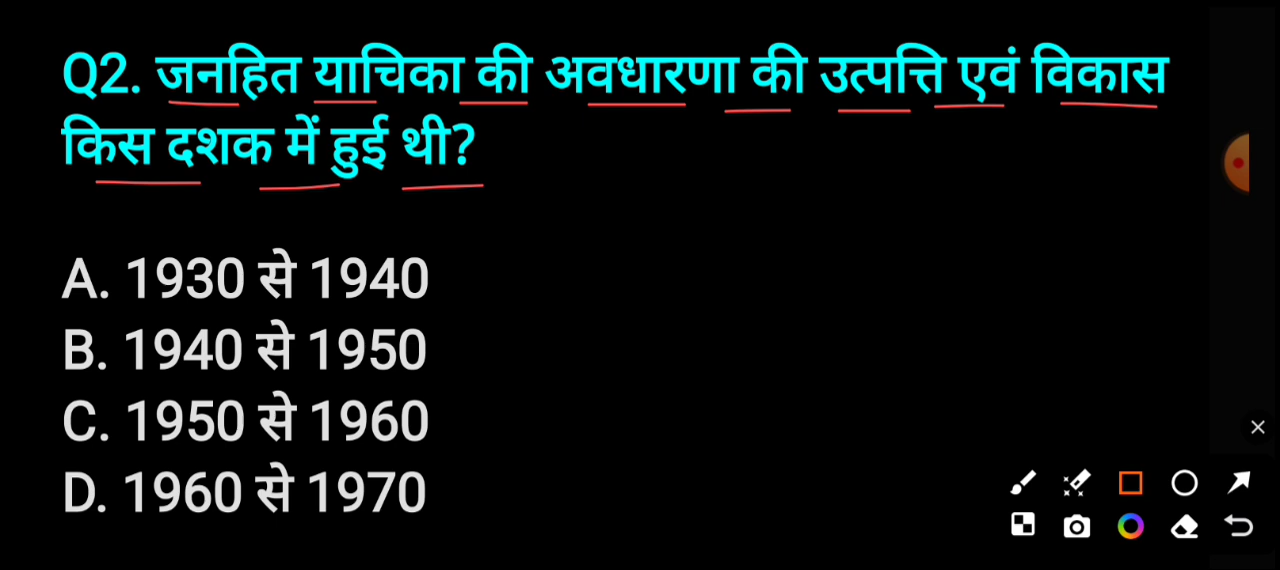 Q2. जनहित याचिका की अवधारणा की उत्पत्ति एवं विकास
किस दशक में हुई थी?
A. 1930 से 1940
B. 1940 से 1950
C. 1950 से 1960
D. 1960 से 1970